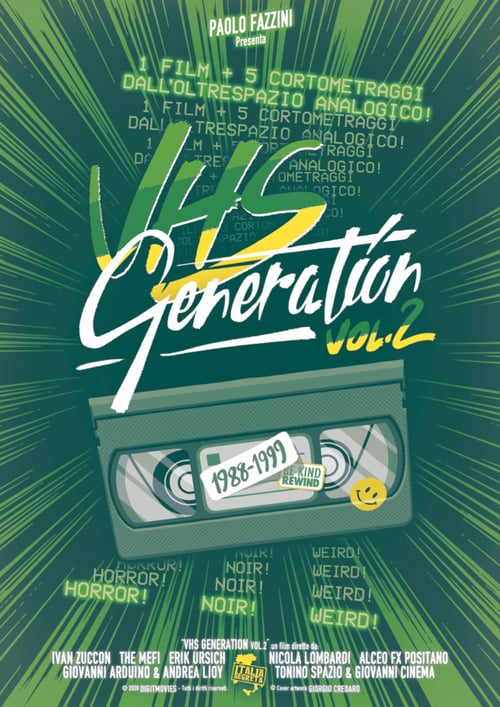 PAOLO FAZZINI
Presenta
1 FILM + 5 CORTOMETRAGGI
DALL'OLTRESPAZIO ANALOGICO!
1 FILM + 5 CORTOMETRAGGI
DALL'OLTRESPAZIO ANALOGICO!
VHS
Generation
VOL.2
1988-1999
BE KIND
REWIND
HORROR! NOIR! WEIRD!
HORROR! NOIR! WEIRD!
HORROR! NOIR! WEIRD!
NOIR! WEIRD!
"VHS GENERATION VOL.2" un film diretto da:
IVAN ZUCCON THE MEFI ERIK URSICH NICOLA LOMBARDI ALCEO FX POSITANO
GIOVANNI ARDUINO & ANDREA LIOY TONINO SPAZIO & GIOVANNI CINEMA
ITALIA
SEGRETA
© 2020 DIGITMOVIES - Tutti i diritti riservati. © Cover artwork GIORGIO CREDARO